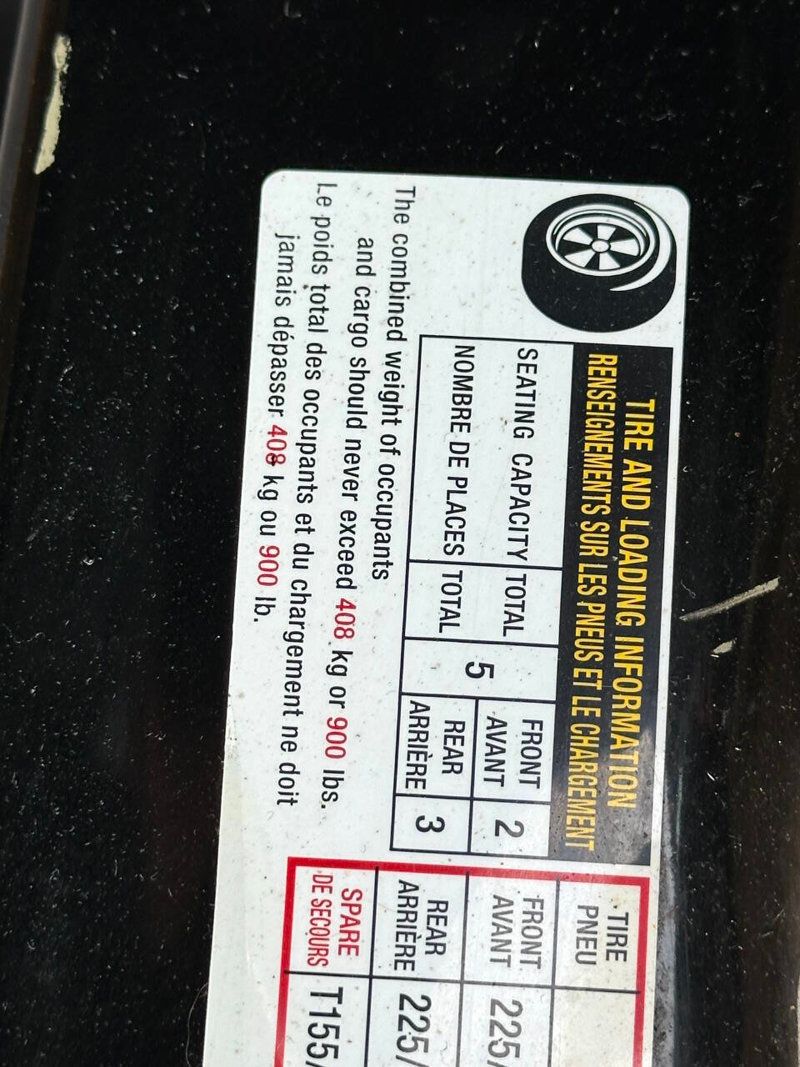 TIRE AND LOADING INFORMATION
RENSEIGNEMENTS SUR LES PNEUS ET LE CHARGEMENT
SEATING CAPACITY
NOMBRE DE PLACES
TOTAL
TOTAL
5
FRONT
AVANT
2
REAR
ARRIÈRE
3
The combined weight of occupants
and cargo should never exceed 408 kg or 900 lbs.
Le poids total des occupants et du chargement ne doit
jamais dépasser 408 kg ou 900 lb.
TIRE
PNEU
FRONT
AVANT
225/
REAR
ARRIÈRE
225/
SPARE
DE SECOURS
T155/